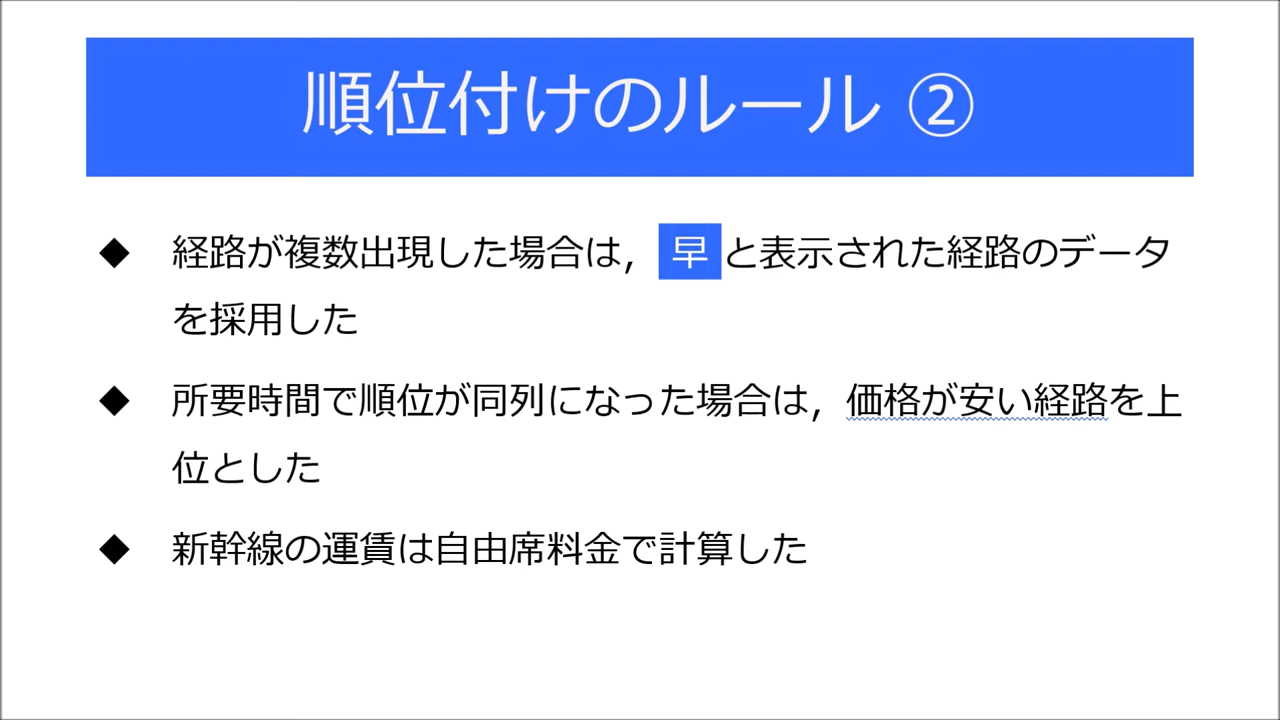 順位付けのルール ②
◆ 経路が複数出現した場合は，早と表示された経路のデータ
を採用した
◆ 所要時間で順位が同列になった場合は，価格が安い経路を上
位とした
◆ 新幹線の運賃は自由席料金で計算した